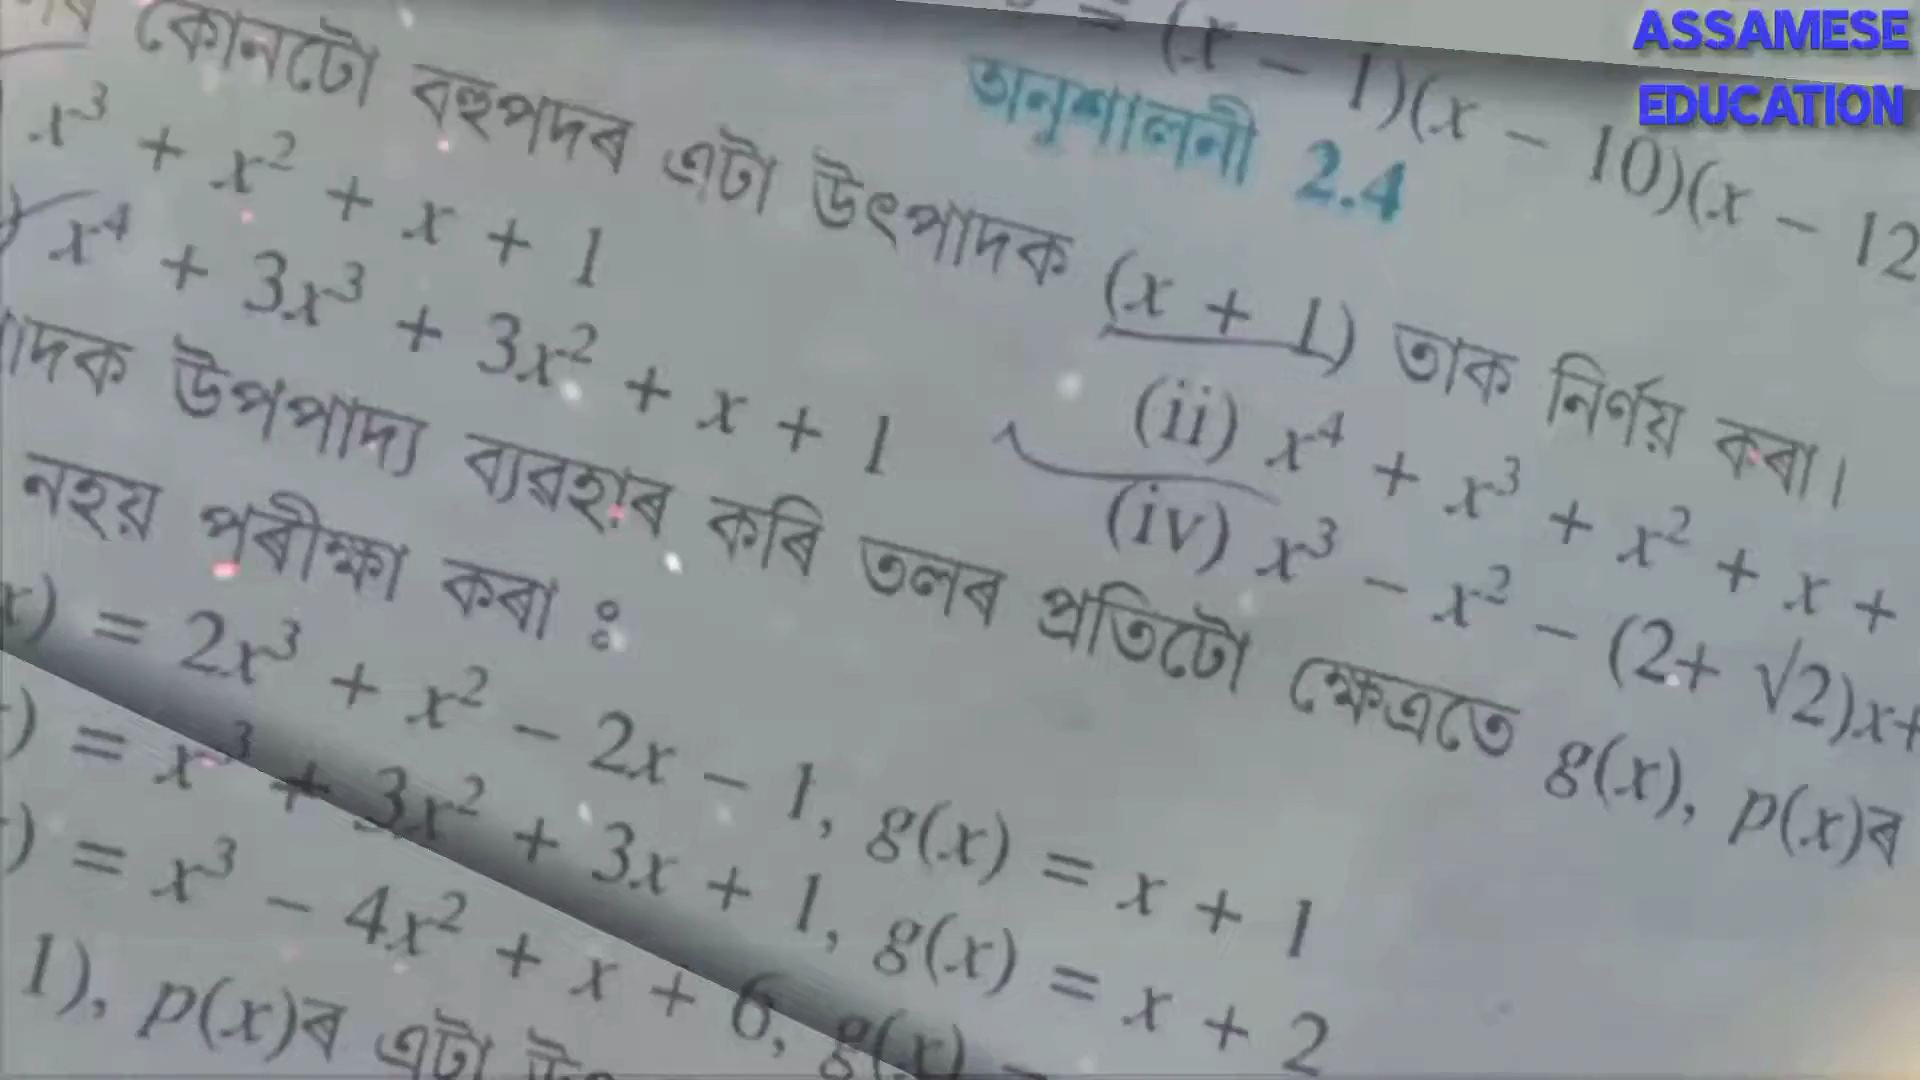 ASSAMESE
EDUCATION
= (x − 1)(x − 10)(x − 12
অনুশীলনী 2.4
কোনটো বহুপদৰ এটা উৎপাদক (x + 1) তাক নিৰ্ণয় কৰা।
x³ + x² + x + 1
(ii) x⁴ + x³ + x² + x +
x⁴ + 3x³ + 3x² + x + 1
(iv) x³ − x² − (2+ √2)x+
াদক উপপাদ্য ব্যৱহাৰ কৰি তলৰ প্ৰতিটো ক্ষেত্ৰতে g(x), p(x)ৰ
নহয় পৰীক্ষা কৰা ঃ
x) = 2x³ + x² − 2x − 1, g(x) = x + 1
) = x³ + 3x² + 3x + 1, g(x) = x + 2
) = x³ − 4x² + x + 6, g(x)
1), p(x)ৰ এটা